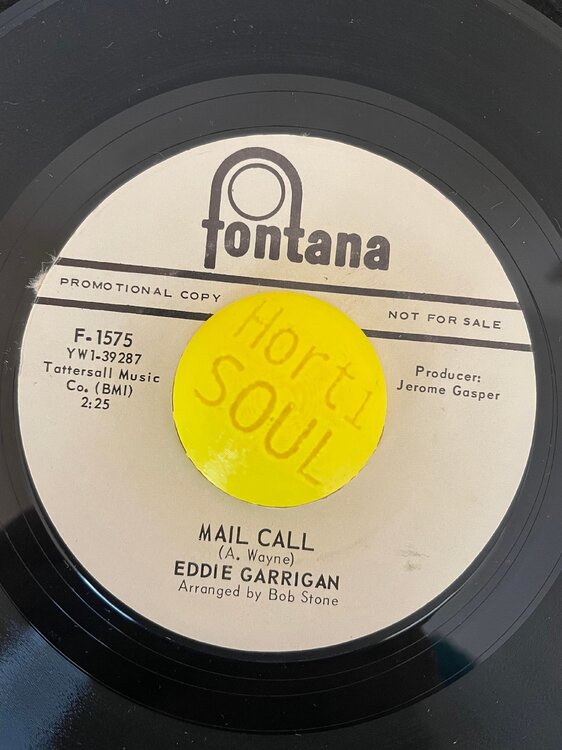 fontana
PROMOTIONAL COPY
NOT FOR SALE
F-1575
YW1-39287
Tattersall Music
Co. (BMI)
2:25
Producer:
Jerome Gasper
Horti
SOUL
MAIL CALL
(A. Wayne)
EDDIE GARRIGAN
Arranged by Bob Stone